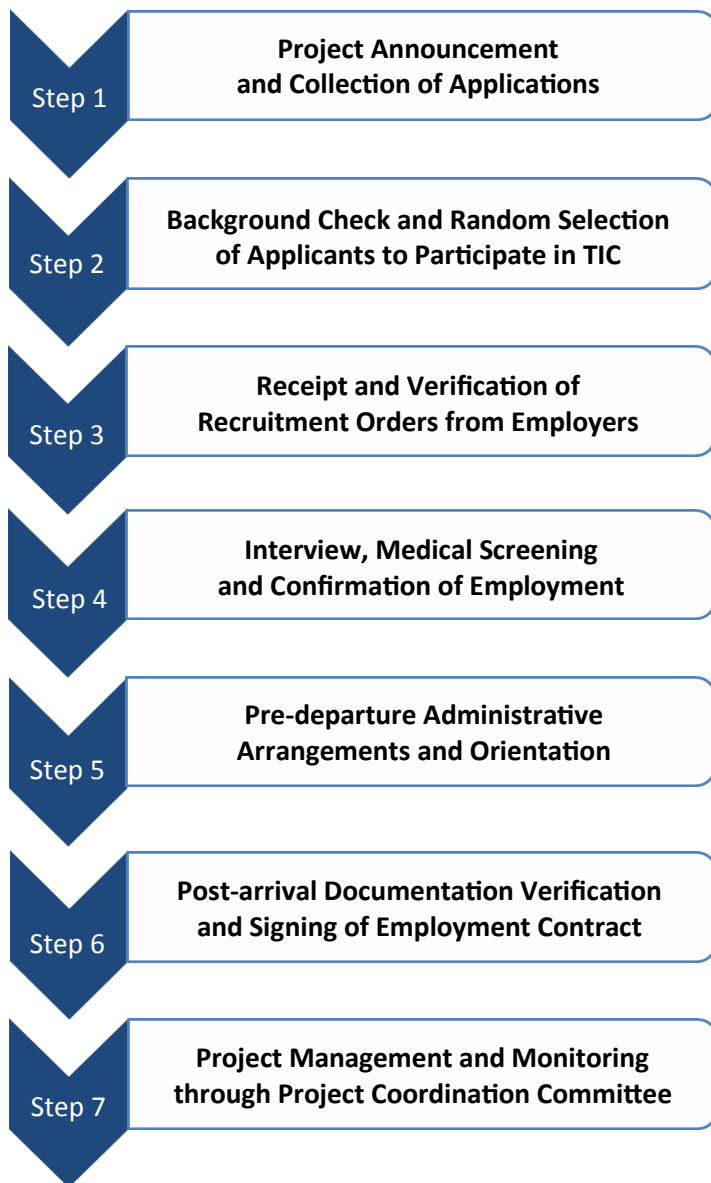 Step 1
Project Announcement
and Collection of Applications
Step 2
Background Check and Random Selection
of Applicants to Participate in TIC
Step 3
Receipt and Verification of
Recruitment Orders from Employers
Step 4
Interview, Medical Screening
and Confirmation of Employment
Step 5
Pre-departure Administrative
Arrangements and Orientation
Step 6
Post-arrival Documentation Verification
and Signing of Employment Contract
Step 7
Project Management and Monitoring
through Project Coordination Committee